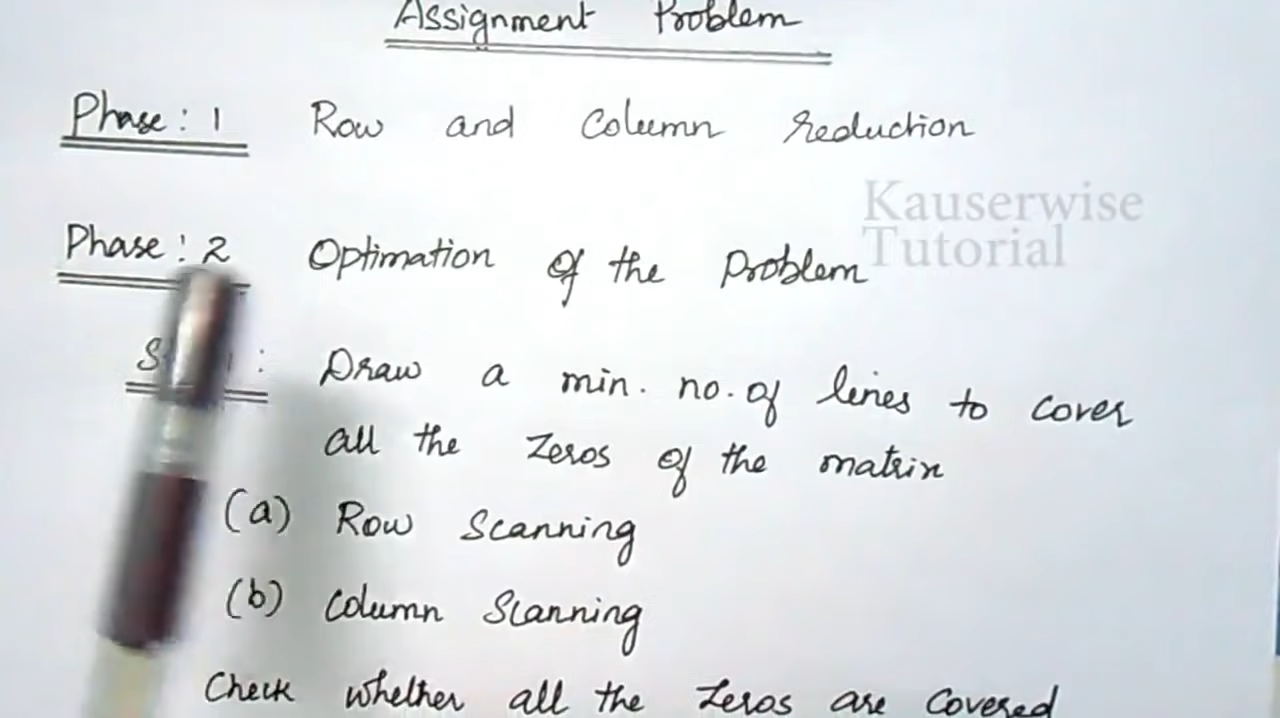 Assignment Problem
Phase : 1 Row and Column reduction
Kauserwise
Tutorial
Phase : 2 Optimation of the Problem
Draw a min. no. of lines to cover
all the Zeros of the matrix
(a) Row Scanning
(b) Column Scanning
Check whether all the Zeros are covered